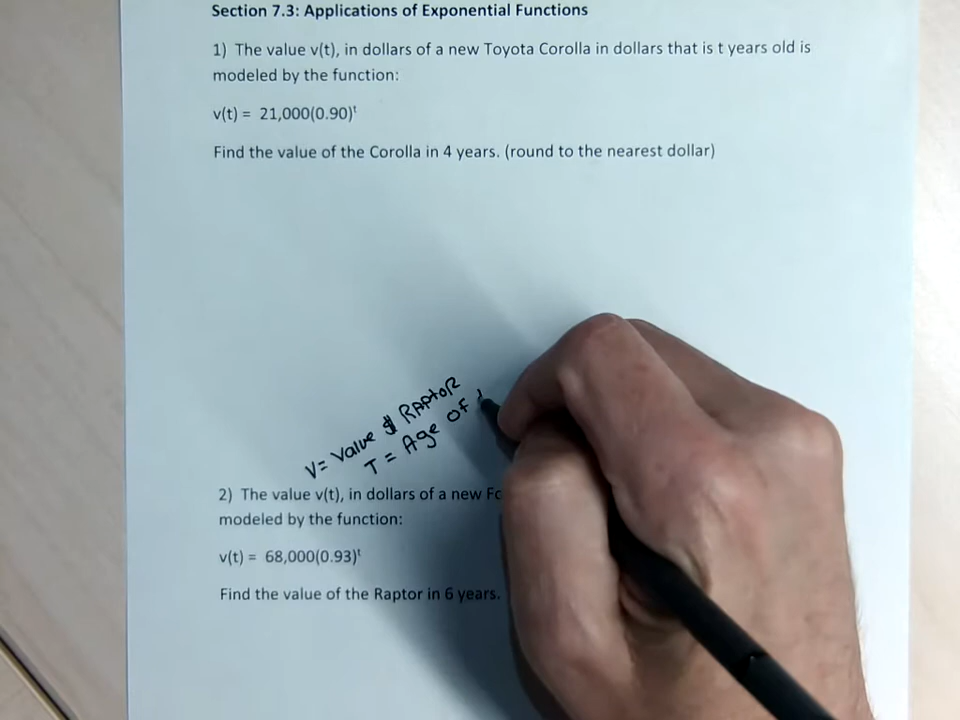 Section 7.3: Applications of Exponential Functions
1) The value v(t), in dollars of a new Toyota Corolla in dollars that is t years old is
modeled by the function:
v(t) = 21,000(0.90)ᵗ
Find the value of the Corolla in 4 years. (round to the nearest dollar)
V= Value $ RAPtOR
T = Age of
2) The value v(t), in dollars of a new
modeled by the function:
v(t) = 68,000(0.93)ᵗ
Find the value of the Raptor in 6 years.